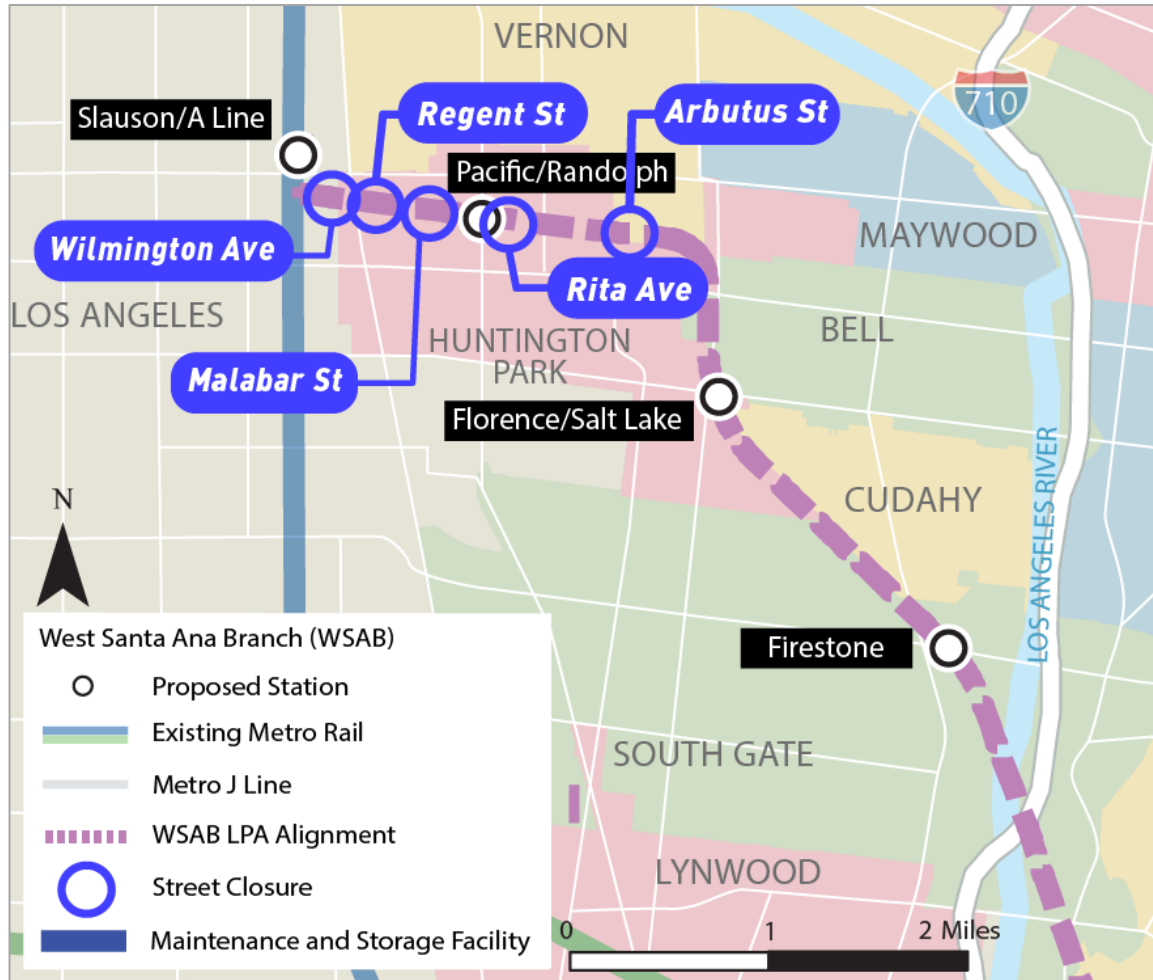 VERNON
710
Regent St
Arbutus St
Slauson/A Line
Pacific/Randolph
MAYWOOD
Wilmington Ave
Rita Ave
LOS ANGELES
BELL
HUNTINGTON
PARK
Malabar St
Florence/Salt Lake
CUDAHY
N
LOS ANGELES RIVER
Firestone
West Santa Ana Branch (WSAB)
Proposed Station
Existing Metro Rail
Metro J Line
WSAB LPA Alignment
Street Closure
Maintenance and Storage Facility
SOUTH GATE
LYNWOOD
0 1 2 Miles